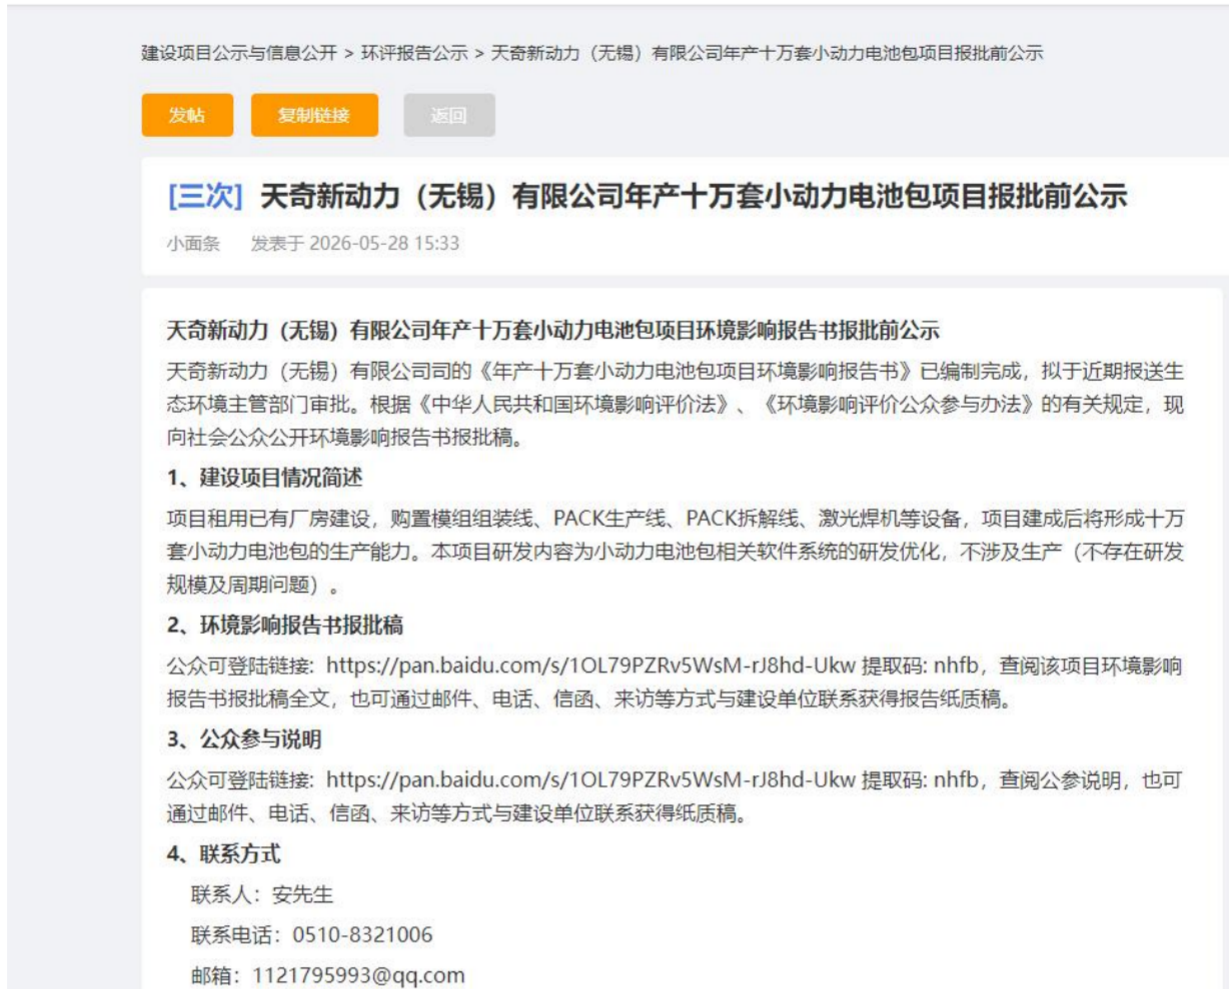 建设项目公示与信息公开 > 环评报告公示 > 天奇新动力（无锡）有限公司年产十万套小动力电池包项目报批前公示
发帖 复制链接 返回
[三次] 天奇新动力（无锡）有限公司年产十万套小动力电池包项目报批前公示
小面条 发表于 2026-05-28 15:33
天奇新动力（无锡）有限公司年产十万套小动力电池包项目环境影响报告书报批前公示
天奇新动力（无锡）有限公司司的《年产十万套小动力电池包项目环境影响报告书》已编制完成，拟于近期报送生
态环境主管部门审批。根据《中华人民共和国环境影响评价法》、《环境影响评价公众参与办法》的有关规定，现
向社会公众公开环境影响报告书报批稿。
1、建设项目情况简述
项目租用已有厂房建设，购置模组组装线、PACK生产线、PACK拆解线、激光焊机等设备，项目建成后将形成十万
套小动力电池包的生产能力。本项目研发内容为小动力电池包相关软件系统的研发优化，不涉及生产（不存在研发
规模及周期问题）。
2、环境影响报告书报批稿
公众可登陆链接: https://pan.baidu.com/s/1OL79PZRv5WsM-rJ8hd-Ukw 提取码: nhfb，查阅该项目环境影响
报告书报批稿全文，也可通过邮件、电话、信函、来访等方式与建设单位联系获得报告纸质稿。
3、公众参与说明
公众可登陆链接: https://pan.baidu.com/s/1OL79PZRv5WsM-rJ8hd-Ukw 提取码: nhfb，查阅公参说明，也可
通过邮件、电话、信函、来访等方式与建设单位联系获得纸质稿。
4、联系方式
联系人：安先生
联系电话：0510-8321006
邮箱：1121795993@qq.com